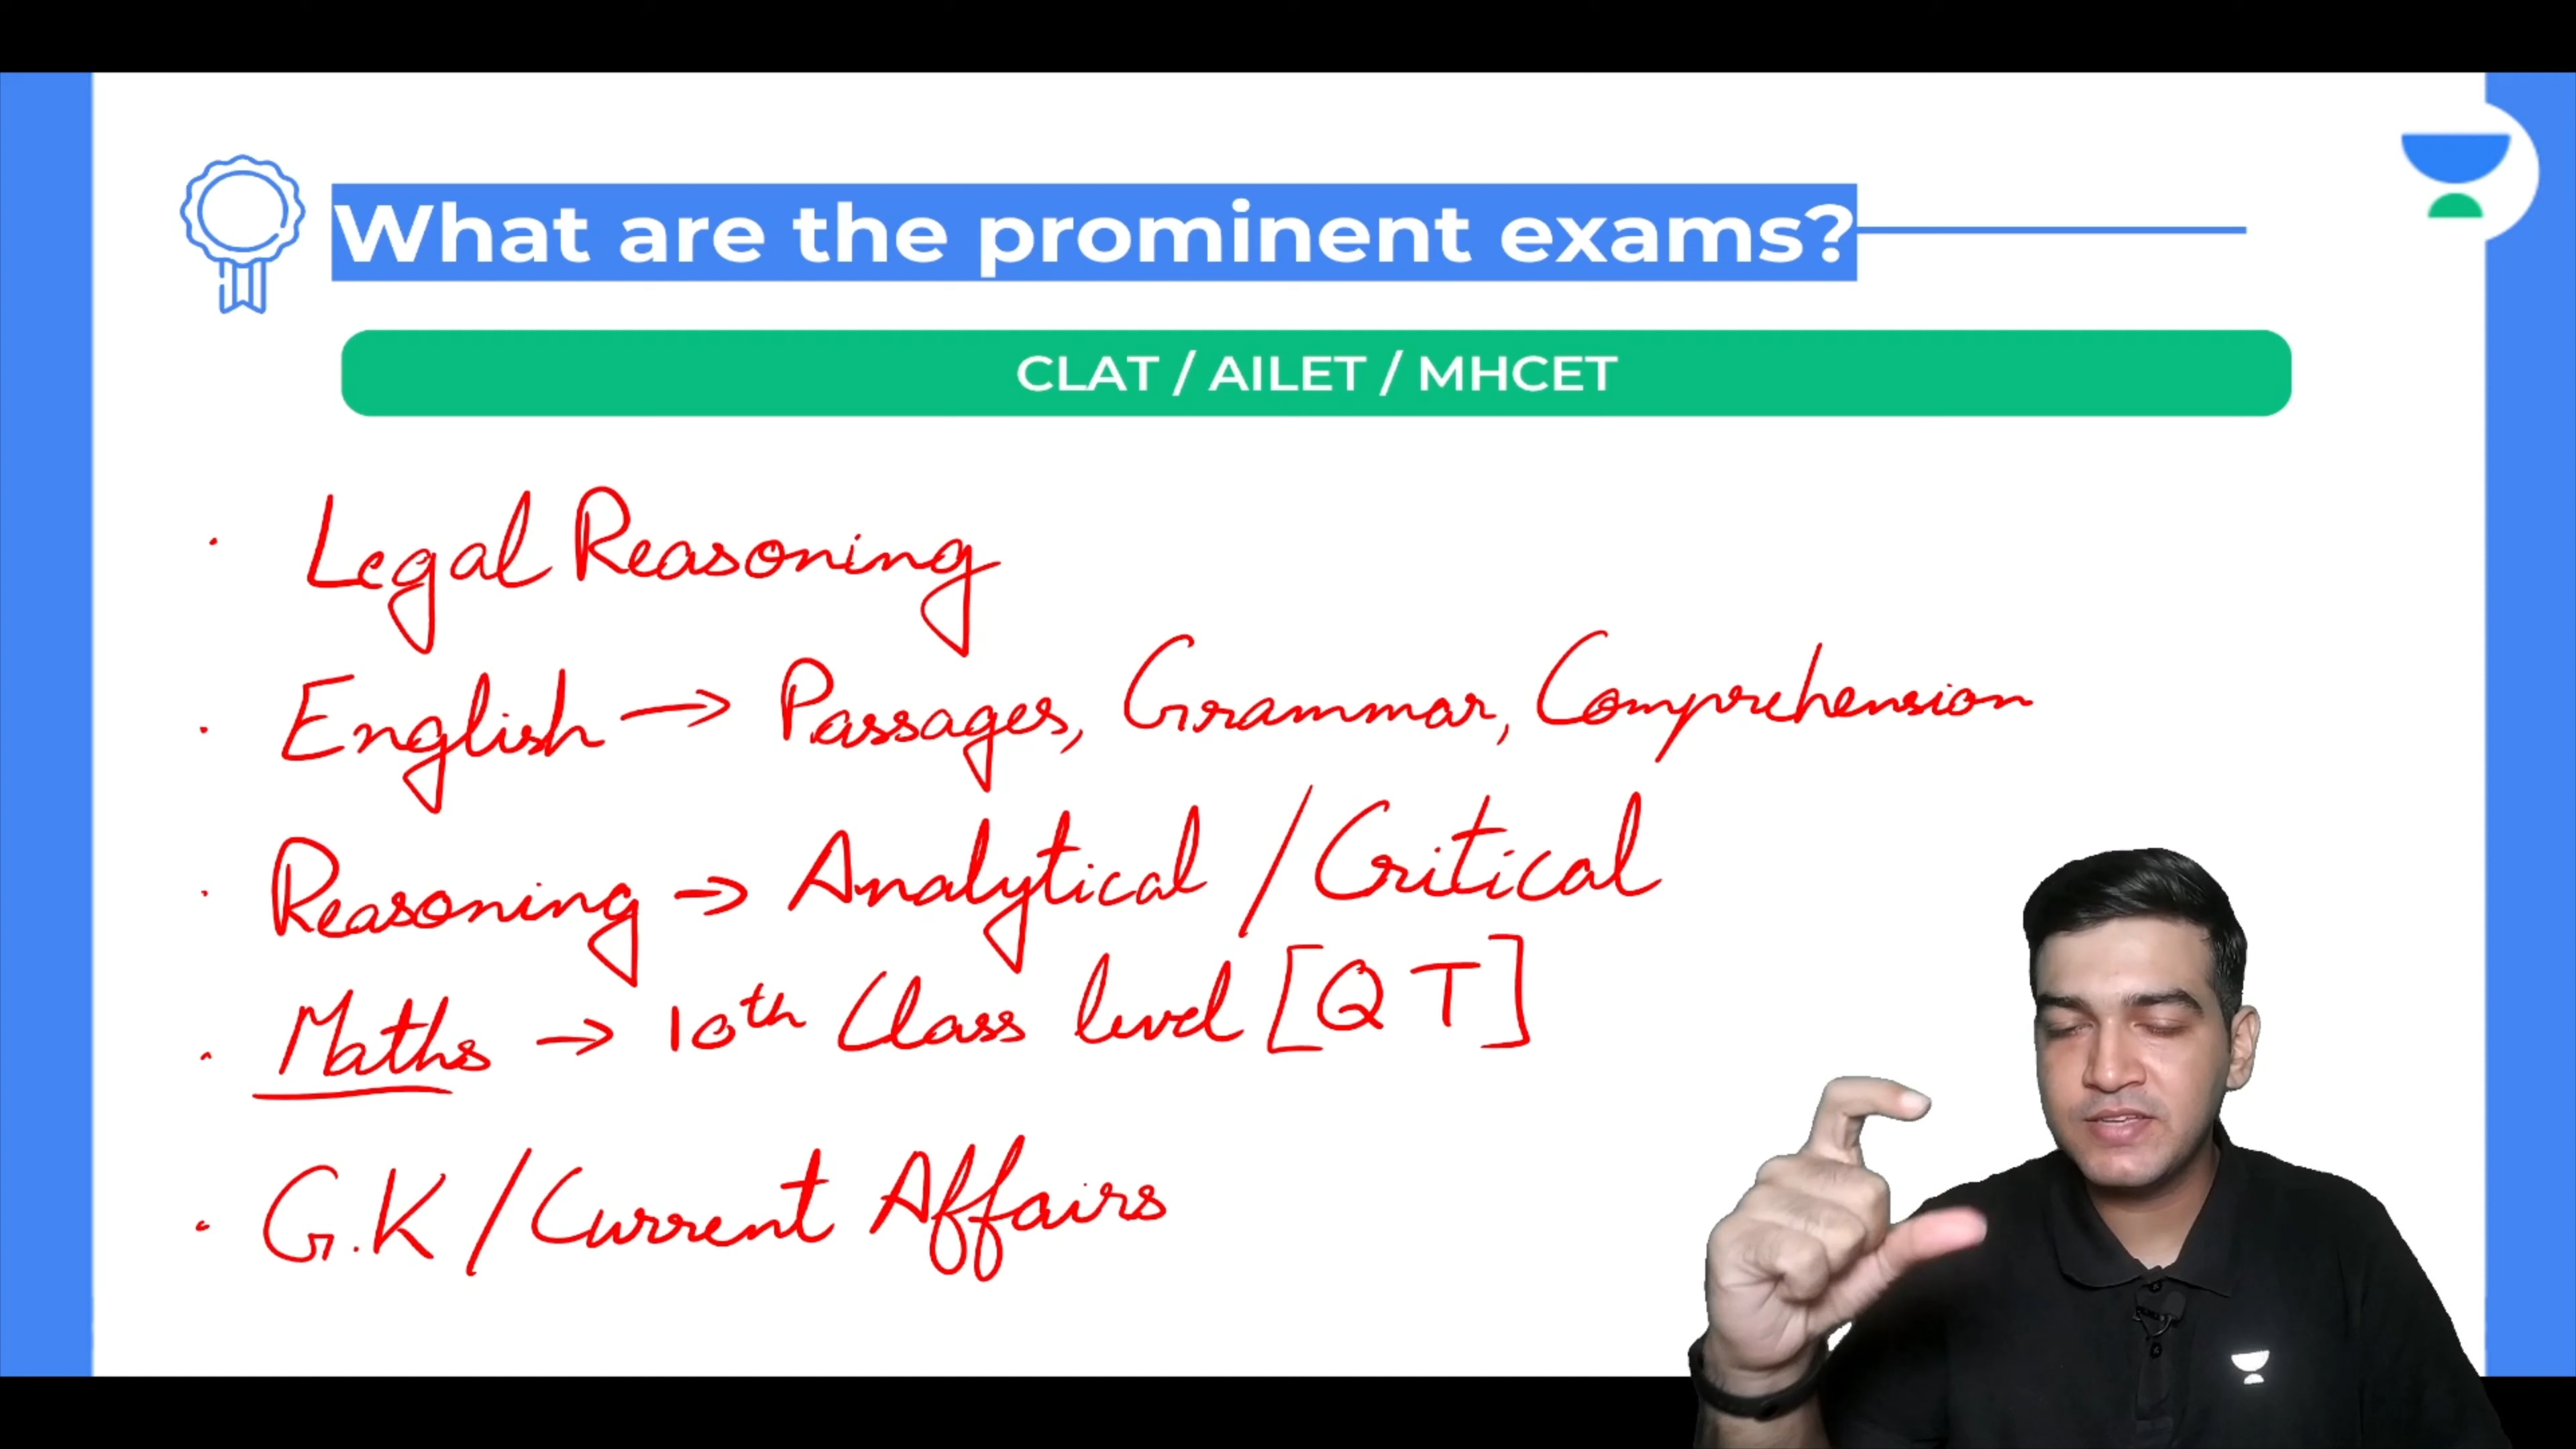 What are the prominent exams?
CLAT / AILET / MHCET
· Legal Reasoning
· English → Passages, Grammar, Comprehension
· Reasoning → Analytical / Critical
· Maths → 10th Class level [QT]
· G.K / Current Affairs